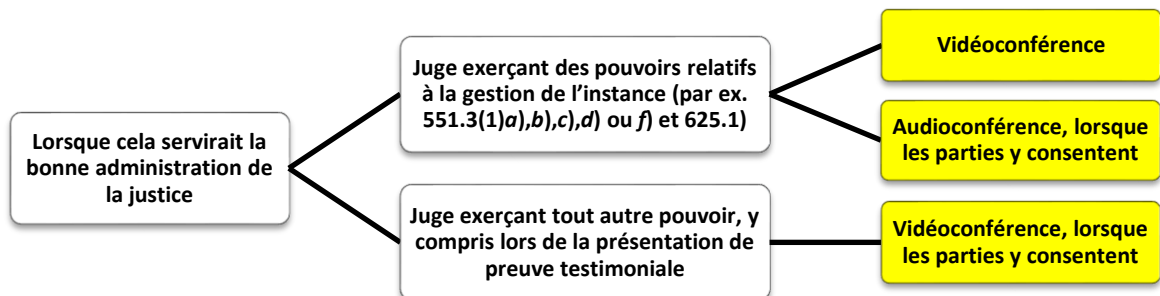 Lorsque cela servirait la
bonne administration de
la justice
Juge exerçant des pouvoirs relatifs
à la gestion de l'instance (par ex.
551.3(1)a),b),c),d) ou f) et 625.1)
Vidéoconférence
Audioconférence, lorsque
les parties y consentent
Juge exerçant tout autre pouvoir, y
compris lors de la présentation de
preuve testimoniale
Vidéoconférence, lorsque
les parties y consentent